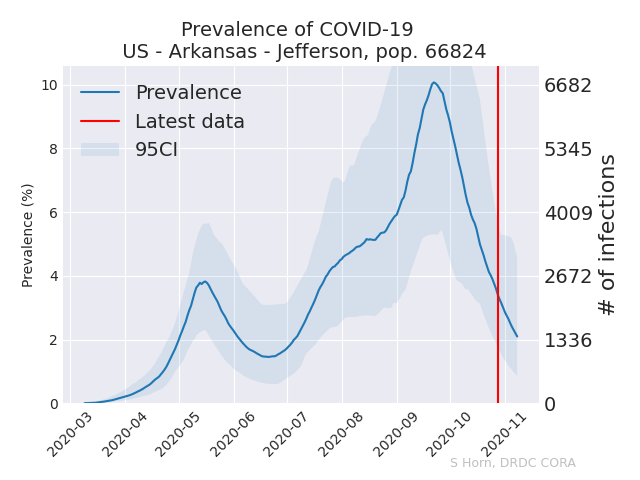 Prevalence of COVID-19
US - Arkansas - Jefferson, pop. 66824
Prevalence
Latest data
95CI
Prevalence (%)
10
8
6
4
2
0
6682
5345
4009
2672
1336
0
# of infections
2020-03
2020-04
2020-05
2020-06
2020-07
2020-08
2020-09
2020-10
2020-11
S Horn, DRDC CORA